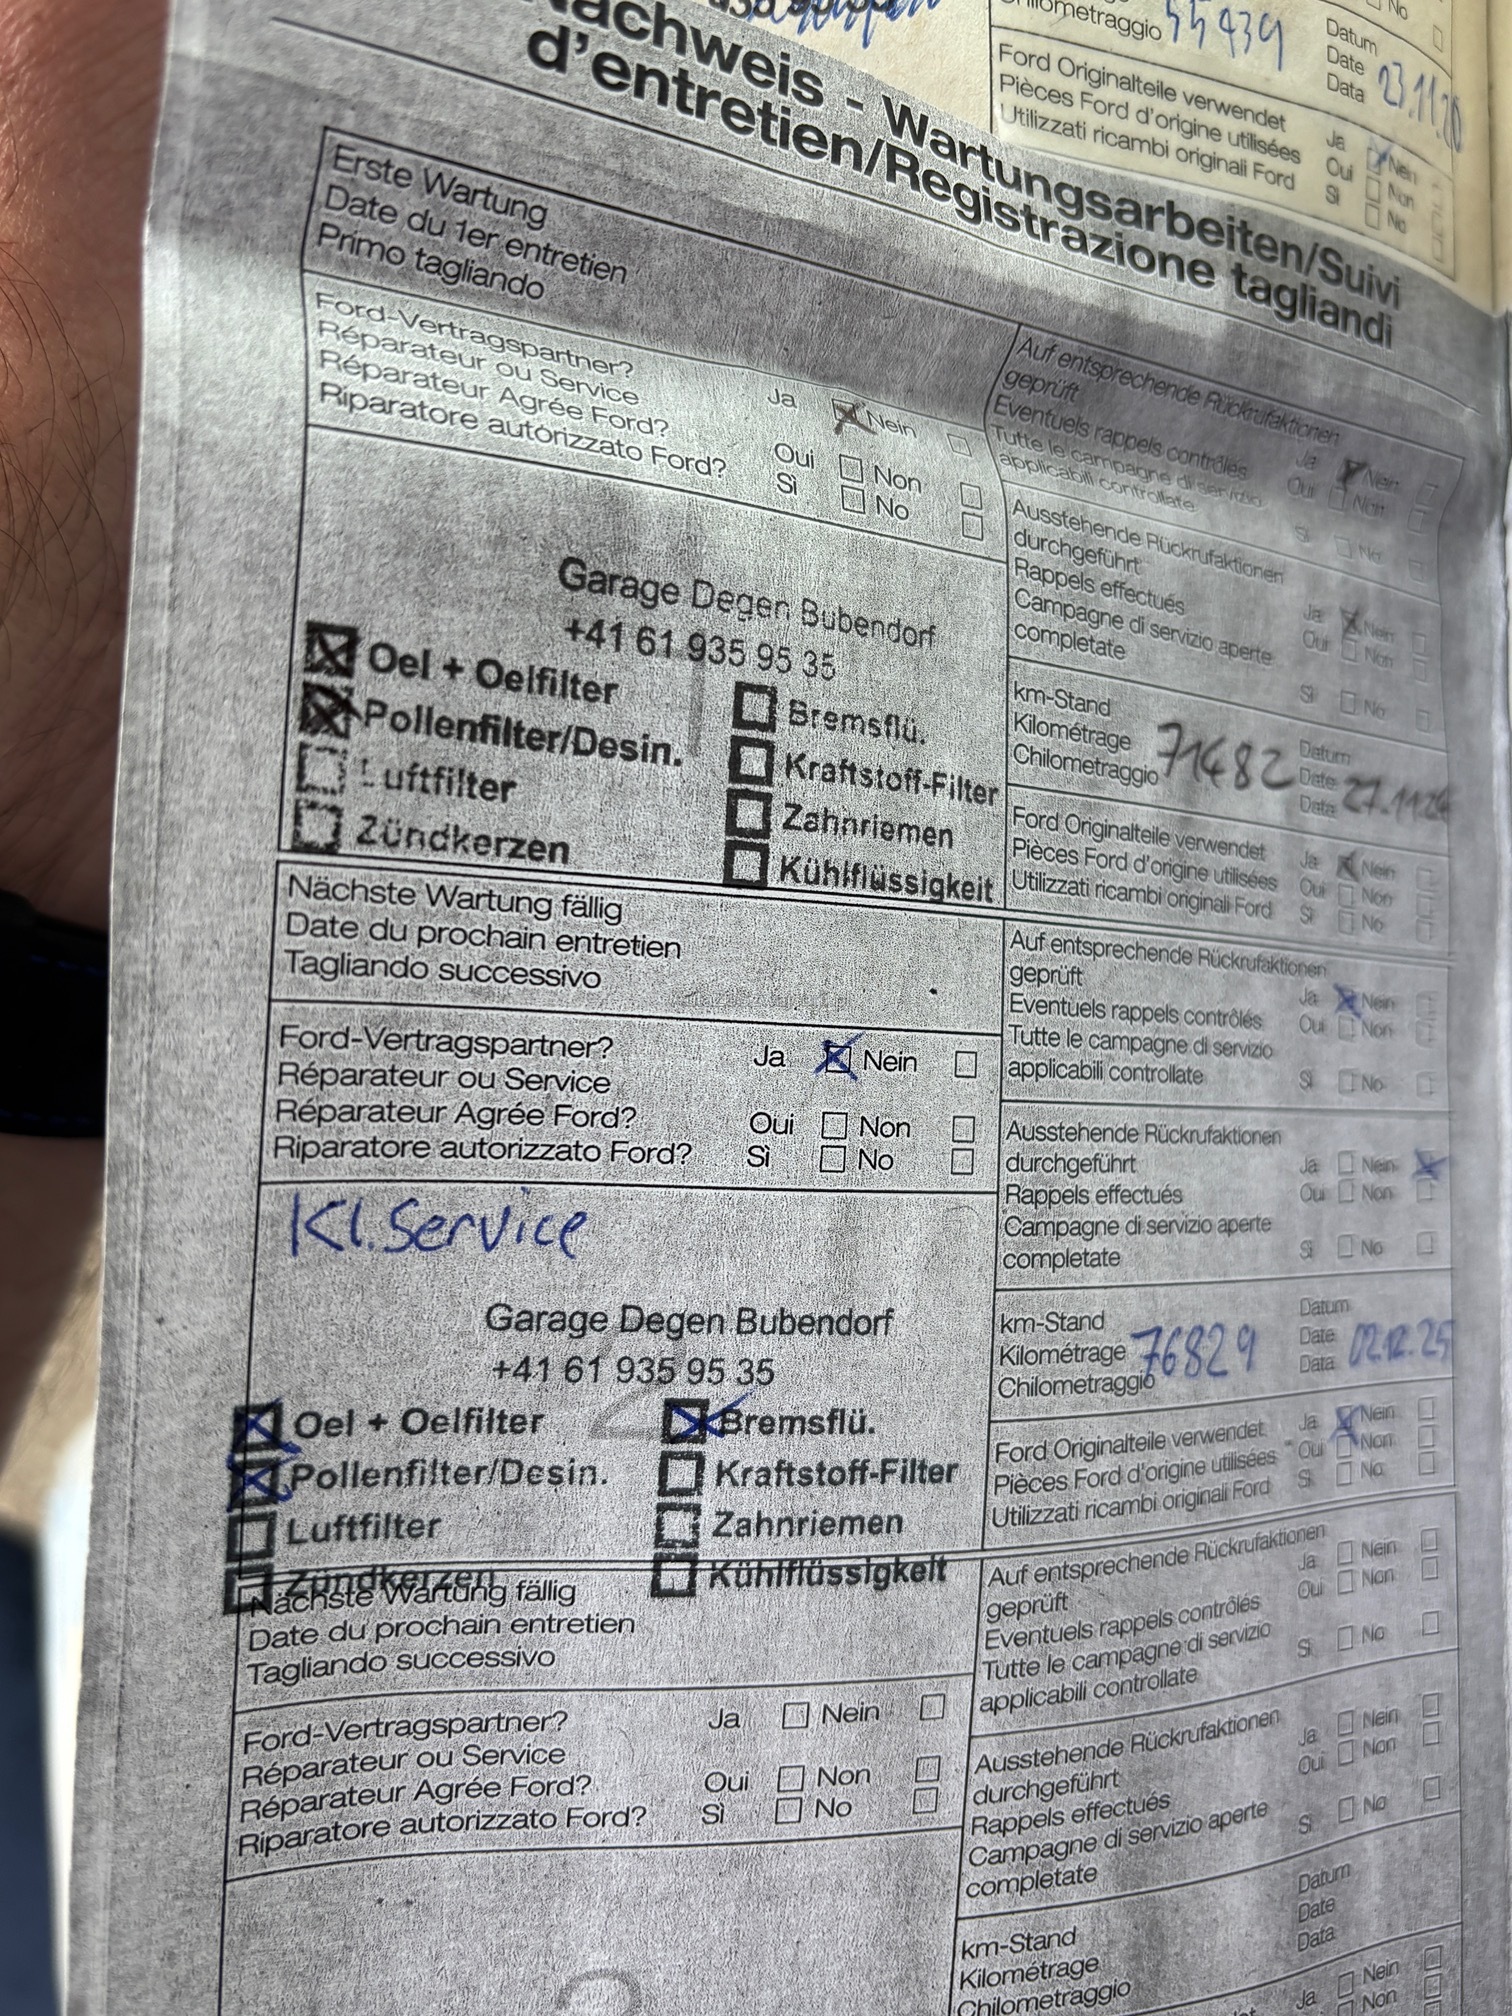 Chilometraggio 55439
Datum
Date
Data 23.11.20
Ford Originalteile verwendet
Pièces Ford d'origine utilisées
Utilizzati ricambi originali Ford
Ja Nein
Oui Non
Sì No
Nachweis - Wartungsarbeiten/Suivi
d'entretien/Registrazione tagliandi
Erste Wartung
Date du 1er entretien
Primo tagliando
Ford-Vertragspartner?
Réparateur ou Service
Réparateur Agrée Ford?
Riparatore autorizzato Ford?
Ja Nein
Oui Non
Sì No
Auf entsprechende Rückrufaktionen
geprüft
Eventuels rappels contrôlés
Tutte le campagne di servizio
applicabili controllate
Ja Nein
Oui Non
Sì No
Garage Degen Bubendorf
+41 61 935 95 35
Oel + Oelfilter
Pollenfilter/Desin.
Luftfilter
Zündkerzen
Bremsflü.
Kraftstoff-Filter
Zahnriemen
Kühlflüssigkeit
Ausstehende Rückrufaktionen
durchgeführt
Rappels effectués
Campagne di servizio aperte
completate
Ja Nein
Oui Non
Sì No
km-Stand
Kilométrage
Chilometraggio
71482
Datum
Date
Data
27.11.24
Ford Originalteile verwendet
Pièces Ford d'origine utilisées
Utilizzati ricambi originali Ford
Ja Nein
Oui Non
Sì No
Nächste Wartung fällig
Date du prochain entretien
Tagliando successivo
Ford-Vertragspartner?
Réparateur ou Service
Réparateur Agrée Ford?
Riparatore autorizzato Ford?
Ja Nein
Oui Non
Sì No
Auf entsprechende Rückrufaktionen
geprüft
Eventuels rappels contrôlés
Tutte le campagne di servizio
applicabili controllate
Ja Nein
Oui Non
Sì No
Kl. Service
Garage Degen Bubendorf
+41 61 935 95 35
2
Oel + Oelfilter
Pollenfilter/Desin.
Luftfilter
Zündkerzen
Bremsflü.
Kraftstoff-Filter
Zahnriemen
Kühlflüssigkeit
Ausstehende Rückrufaktionen
durchgeführt
Rappels effectués
Campagne di servizio aperte
completate
Ja Nein
Oui Non
Sì No
km-Stand
Kilométrage
Chilometraggio
76829
Datum
Date
Data
02.12.25
Ford Originalteile verwendet
Pièces Ford d'origine utilisées
Utilizzati ricambi originali Ford
Ja Nein
Oui Non
Sì No
Nächste Wartung fällig
Date du prochain entretien
Tagliando successivo
Ford-Vertragspartner?
Réparateur ou Service
Réparateur Agrée Ford?
Riparatore autorizzato Ford?
Ja Nein
Oui Non
Sì No
Auf entsprechende Rückrufaktionen
geprüft
Eventuels rappels contrôlés
Tutte le campagne di servizio
applicabili controllate
Ja Nein
Oui Non
Sì No
Ausstehende Rückrufaktionen
durchgeführt
Rappels effectués
Campagne di servizio aperte
completate
Ja Nein
Oui Non
Sì No
km-Stand
Kilométrage
Chilometraggio
Datum
Date
Data
Ja Nein
Non